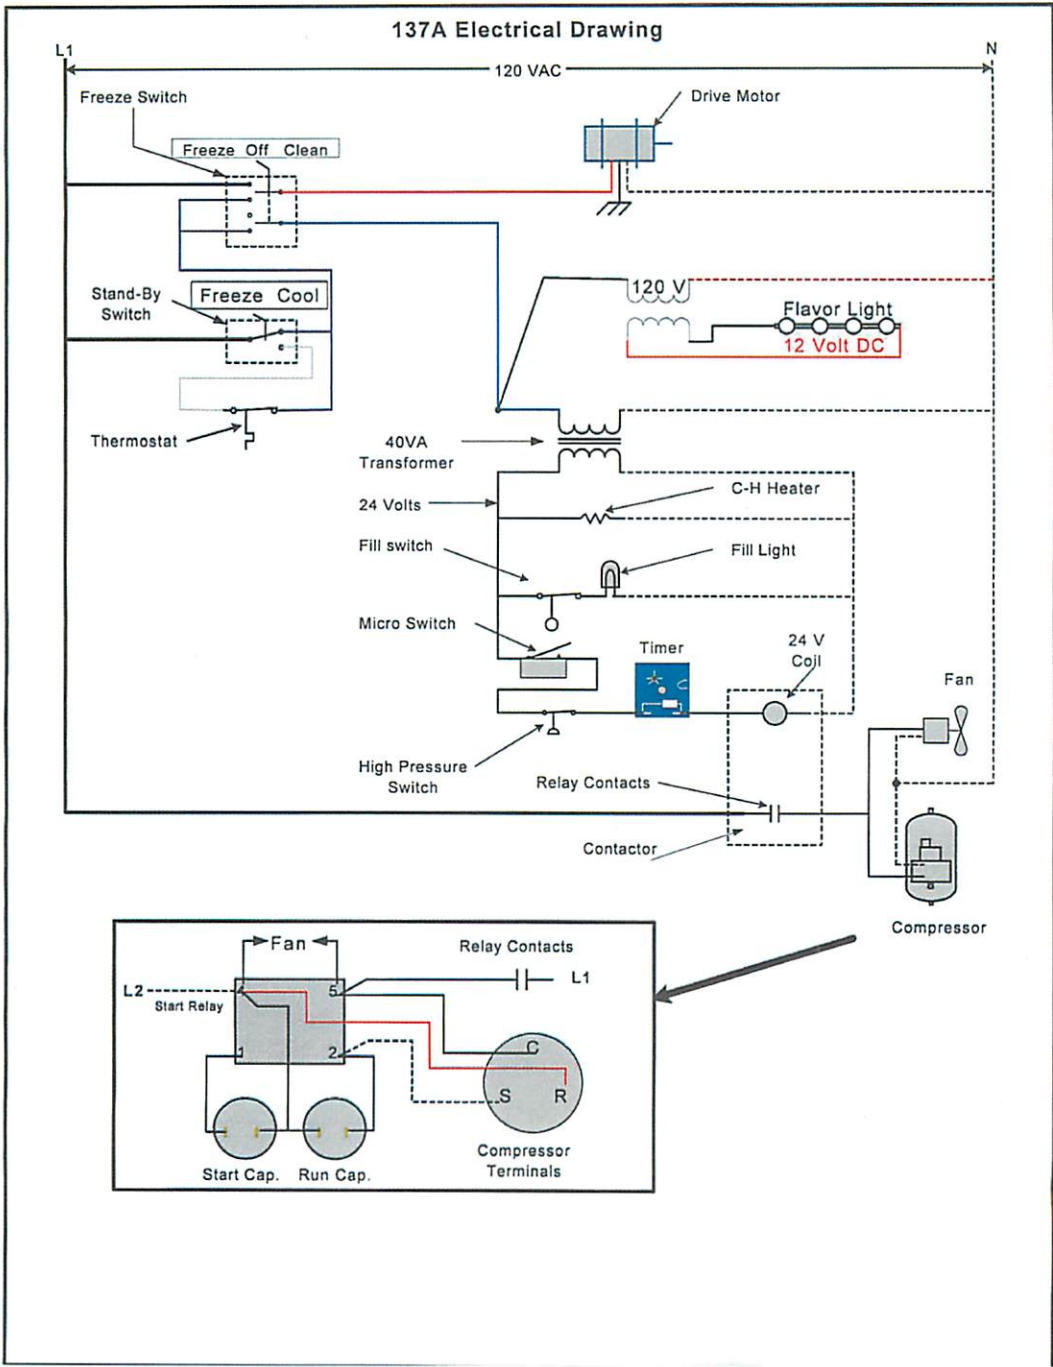 137A Electrical Drawing
L1
N
120 VAC
Freeze Switch
Drive Motor
Freeze Off Clean
Stand-By
Switch
Freeze Cool
120 V
Flavor Light
12 Volt DC
Thermostat
40VA
Transformer
C-H Heater
24 Volts
Fill switch
Fill Light
Micro Switch
Timer
24 V
Coil
Fan
High Pressure
Switch
Relay Contacts
Contactor
Compressor
Fan
Relay Contacts
L1
L2
Start Relay
4
5
1
2
C
S
R
Start Cap.
Run Cap.
Compressor
Terminals